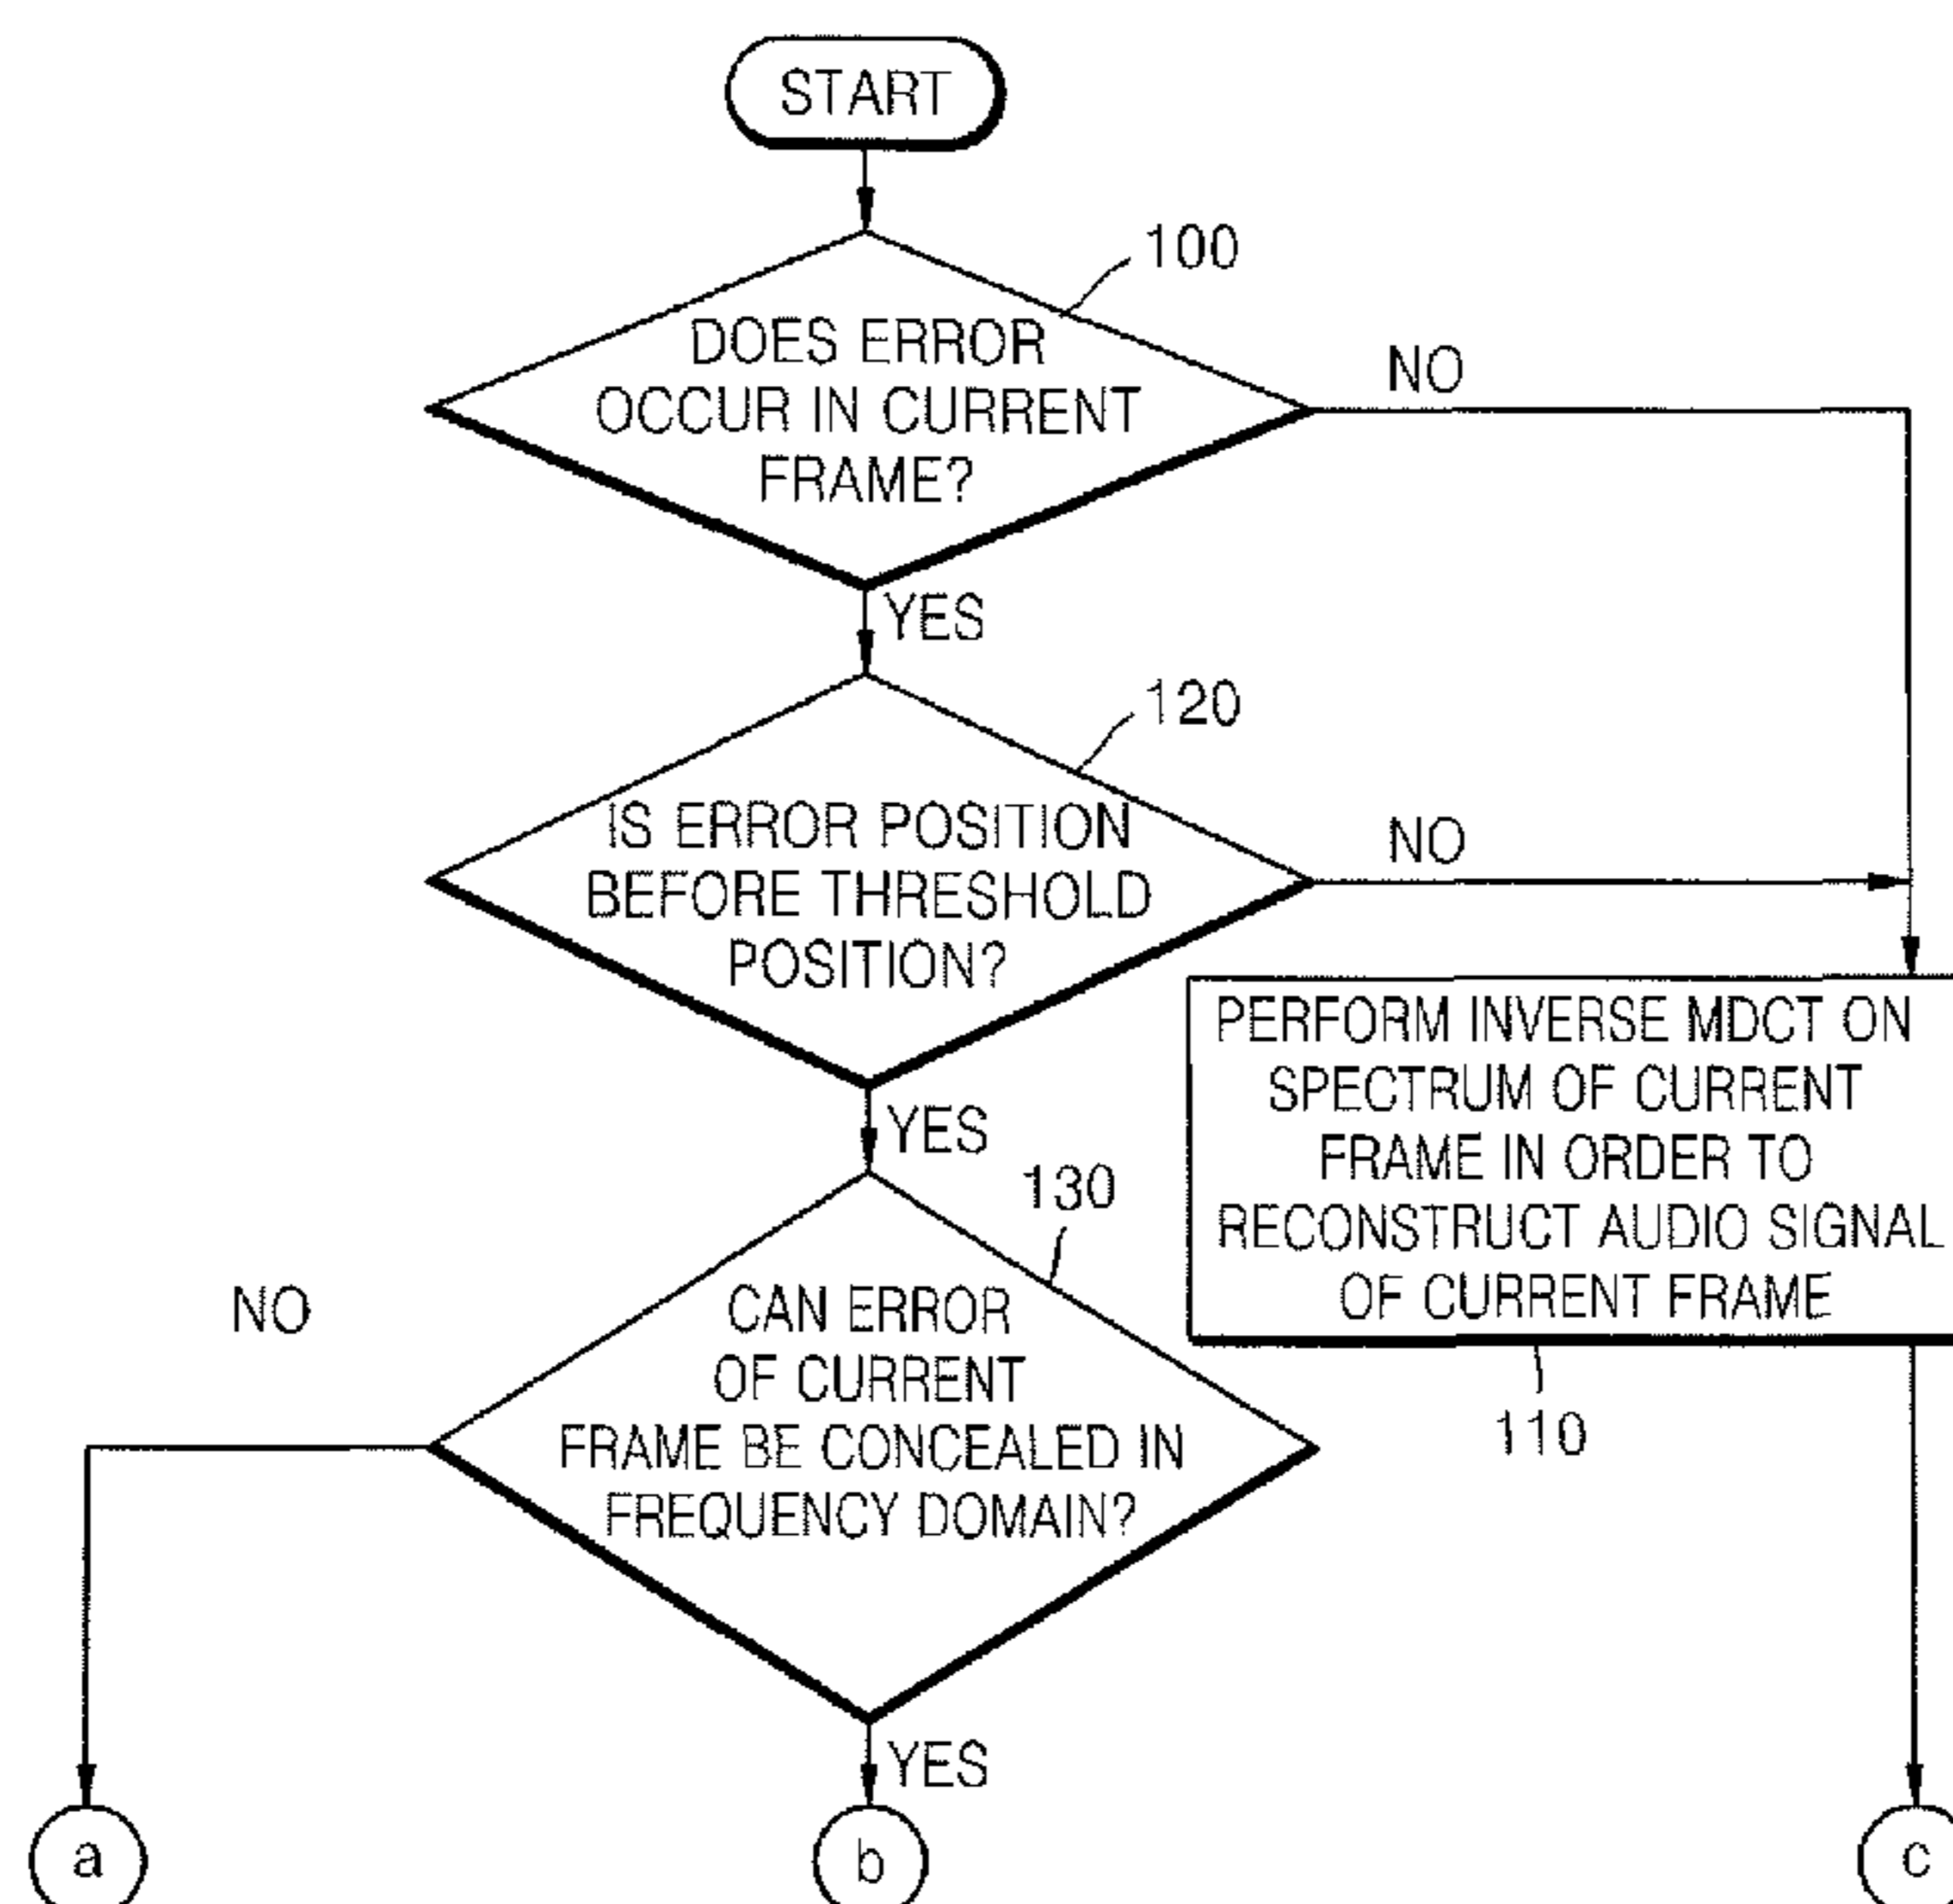 START
100
DOES ERROR
OCCUR IN CURRENT
FRAME?
NO
YES
120
IS ERROR POSITION
BEFORE THRESHOLD
POSITION?
NO
YES
PERFORM INVERSE MDCT ON
SPECTRUM OF CURRENT
FRAME IN ORDER TO
RECONSTRUCT AUDIO SIGNAL
OF CURRENT FRAME
110
130
CAN ERROR
OF CURRENT
FRAME BE CONCEALED IN
FREQUENCY DOMAIN?
NO
YES
a
b
c